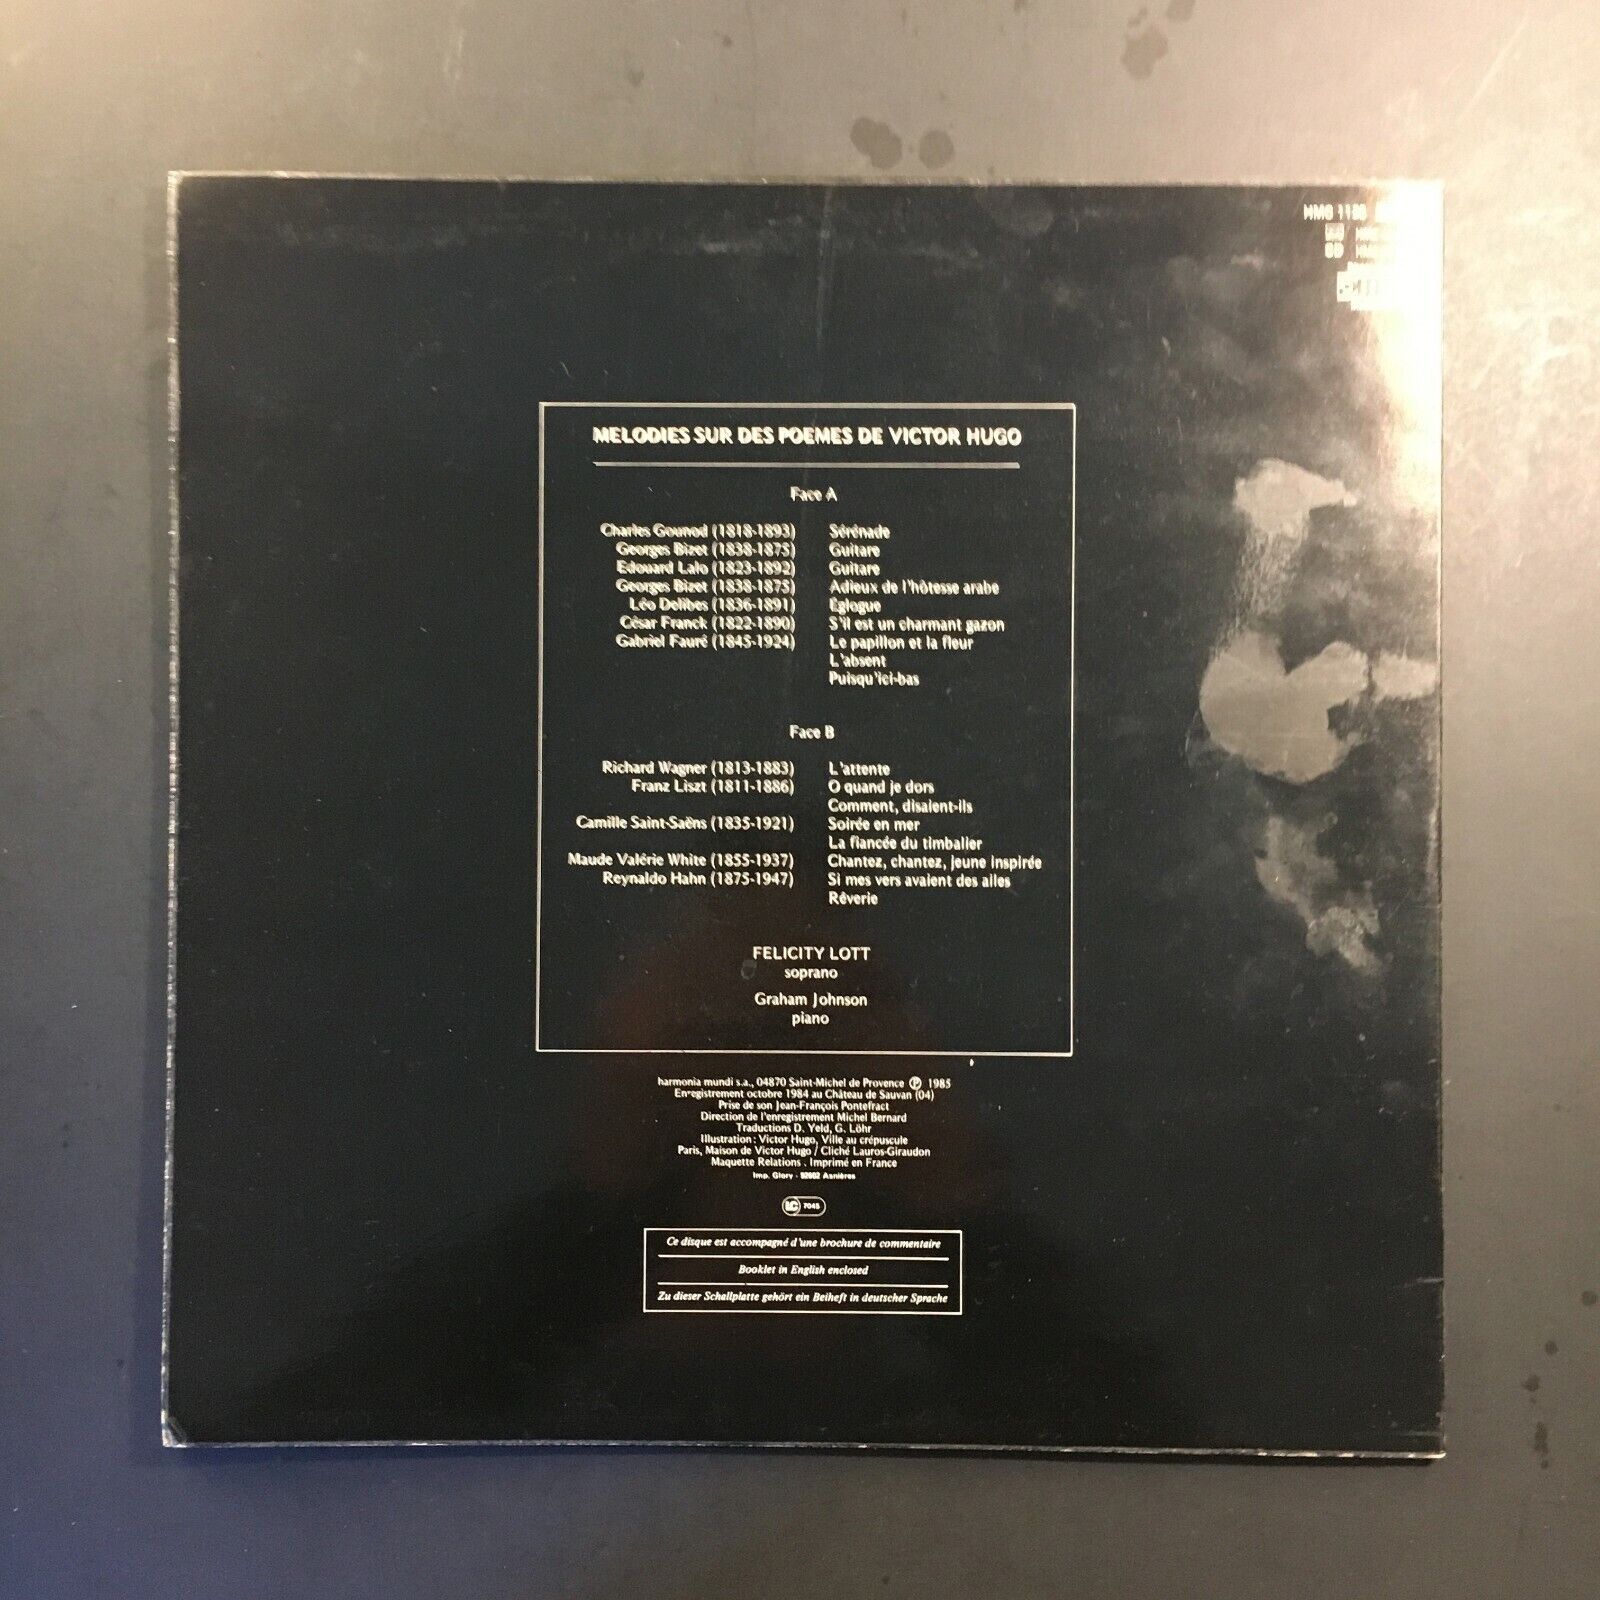 HMC 1138
MELODIES SUR DES POEMES DE VICTOR HUGO
Face A
Charles Gounod (1818-1893) Sérénade
Georges Bizet (1838-1875) Guitare
Edouard Lalo (1823-1892) Guitare
Georges Bizet (1838-1875) Adieux de l'hôtesse arabe
Léo Delibes (1836-1891) Eglogue
César Franck (1822-1890) S'il est un charmant gazon
Gabriel Fauré (1845-1924) Le papillon et la fleur
L'absent
Puisqu'ici-bas
Face B
Richard Wagner (1813-1883) L'attente
Franz Liszt (1811-1886) O quand je dors
Comment, disaient-ils
Camille Saint-Saëns (1835-1921) Soirée en mer
La fiancée du timbalier
Maude Valérie White (1855-1937) Chantez, chantez, jeune inspirée
Reynaldo Hahn (1875-1947) Si mes vers avaient des ailes
Rêverie
FELICITY LOTT
soprano
Graham Johnson
piano
harmonia mundi s.a., 04870 Saint-Michel de Provence ℗ 1985
Enregistrement octobre 1984 au Château de Sauvan (04)
Prise de son Jean-François Pontefract
Direction de l'enregistrement Michel Bernard
Traductions D. Yeld, G. Löhr
Illustration : Victor Hugo, Ville au crépuscule
Paris, Maison de Victor Hugo / Cliché Lauros-Giraudon
Maquette Relations . Imprimé en France
Imp. Glory - 92602 Asnières
LC 7045
Ce disque est accompagné d'une brochure de commentaire
Booklet in English enclosed
Zu dieser Schallplatte gehört ein Beiheft in deutscher Sprache